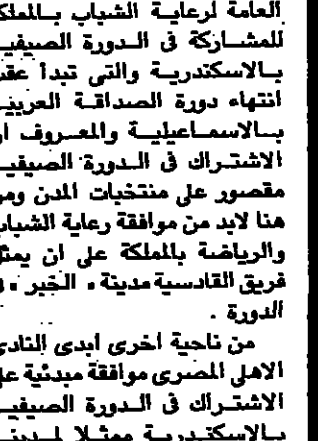 العامة لرعاية الشباب بالمملكة
للمشاركة فى الدورة الصيفية
بالاسكندرية والتى تبدأ عقب
انتهاء دورة الصداقة العربية
بالاسماعيلية والمعروف ان
الاشتراك فى الدورة الصيفية
مقصور على منتخبات المدن ومن
هنا لابد من موافقة رعاية الشباب
والرياضة بالمملكة على ان يمثل
فريق القادسية مدينة « الخبر » فى
الدورة .
من ناحية اخرى ابدى النادى
الاهلى المصرى موافقة مبدئية على
الاشتراك فى الدورة الصيفية
بالاسكندرية ممثلا لمدينة